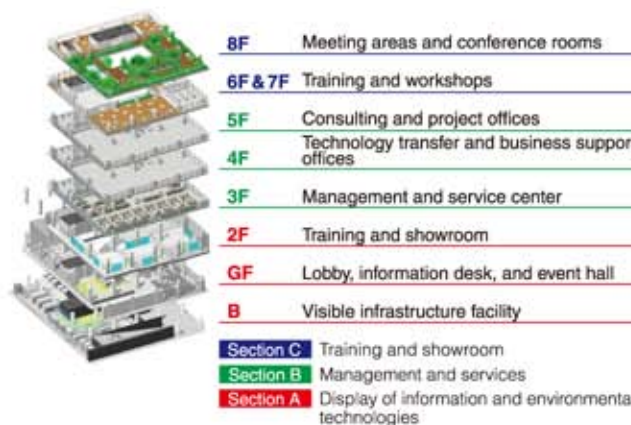 8F Meeting areas and conference rooms
6F & 7F Training and workshops
5F Consulting and project offices
4F Technology transfer and business support
offices
3F Management and service center
2F Training and showroom
GF Lobby, information desk, and event hall
B Visible infrastructure facility
Section C Training and showroom
Section B Management and services
Section A Display of information and environmenta
technologies